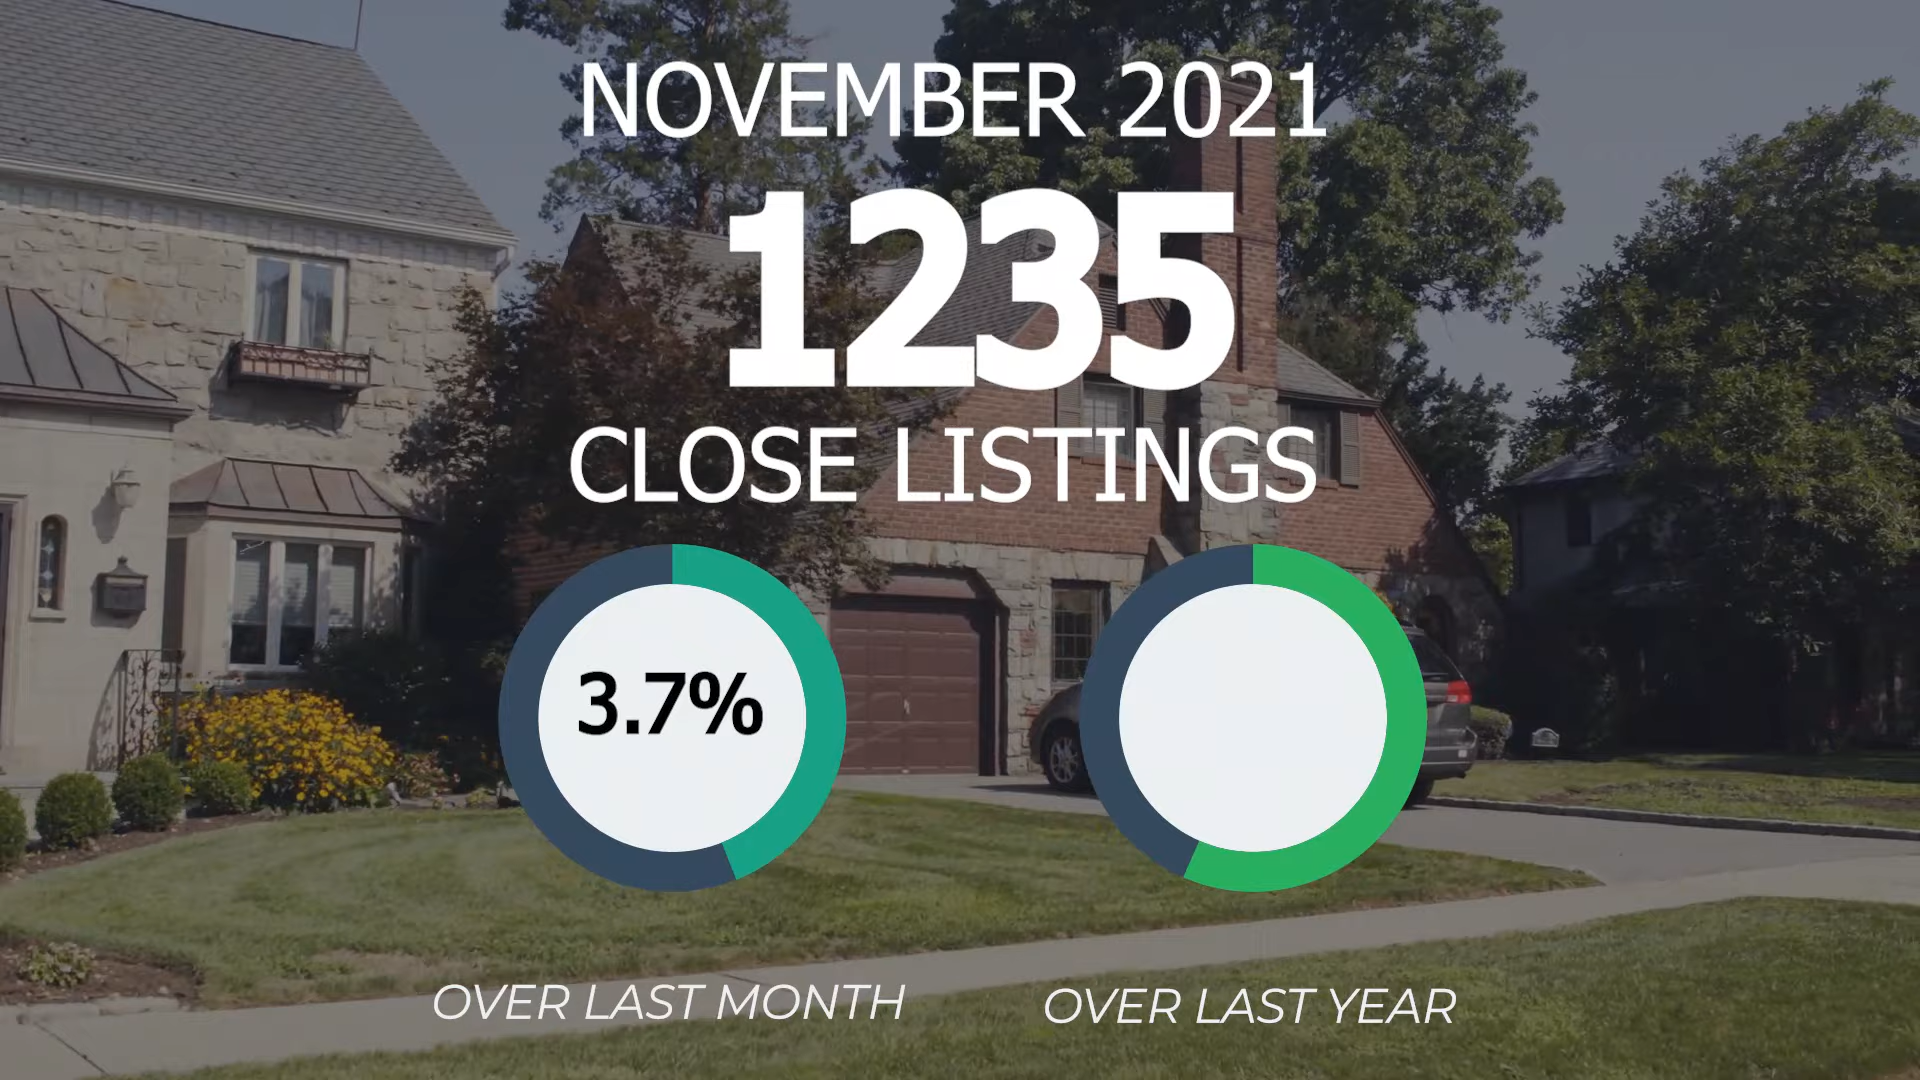 NOVEMBER 2021
1235
CLOSE LISTINGS
3.7%
OVER LAST MONTH
OVER LAST YEAR